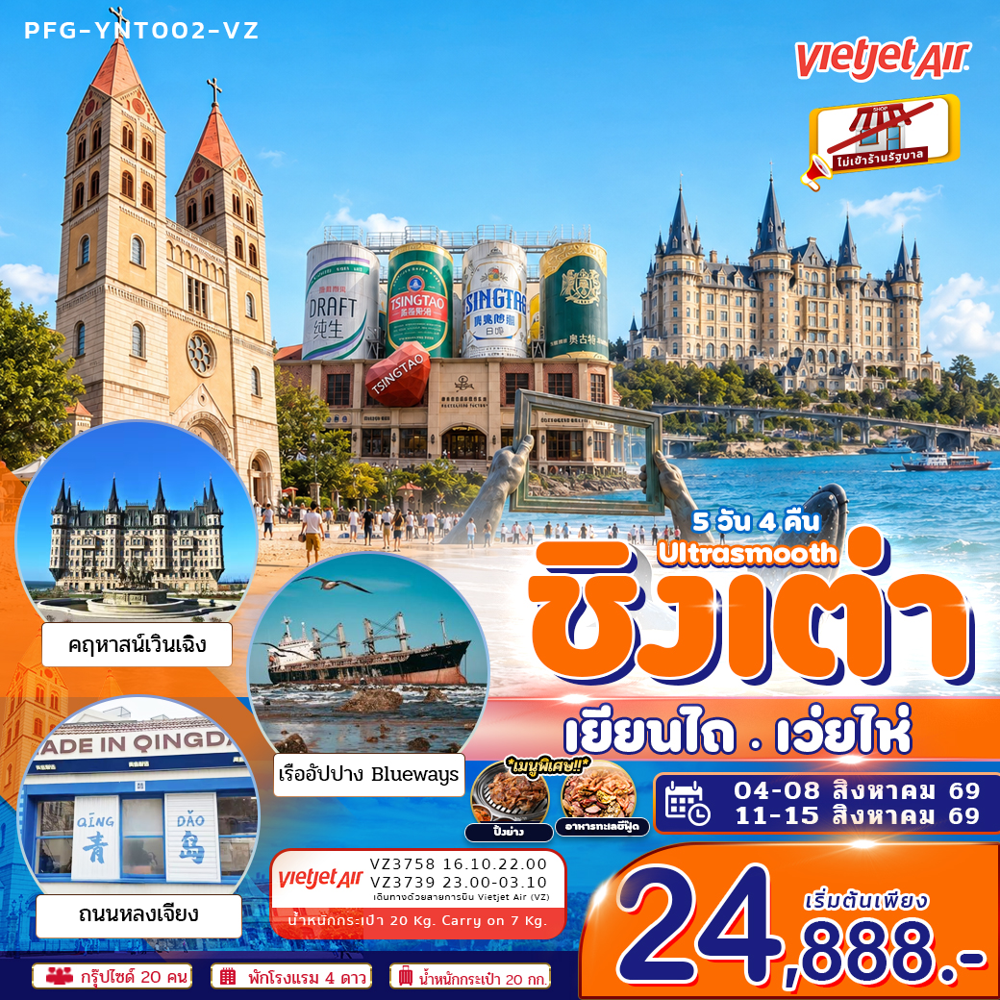 PFG-YNT002-VZ
vietjet Air.
SHOP
ไม่เข้าร้านรัฐบาล
DRAFT
纯生
TSINGTAO
TSINGTAO
奥古特
TSINGTAO
5 วัน 4 คืน
Ultrasmooth
ชิงเต่า
เยียนไถ . เว่ยไห่
คฤหาสน์เวินเฉิง
เรืออัปปาง Blueways
MADE IN QINGDAO
QĪNG
青
DǍO
岛
ถนนหลงเจียง
*เมนูพิเศษ!!*
ปิ้งย่าง
อาหารทะเลซีฟู้ด
04-08 สิงหาคม 69
11-15 สิงหาคม 69
vietjet Air
VZ3758 16.10.22.00
VZ3739 23.00-03.10
เดินทางด้วยสายการบิน Vietjet Air (VZ)
น้ำหนักกระเป๋า 20 Kg. Carry on 7 Kg.
เริ่มต้นเพียง
24,888.-
กรุ๊ปไซด์ 20 คน
พักโรงแรม 4 ดาว
น้ำหนักกระเป๋า 20 กก.